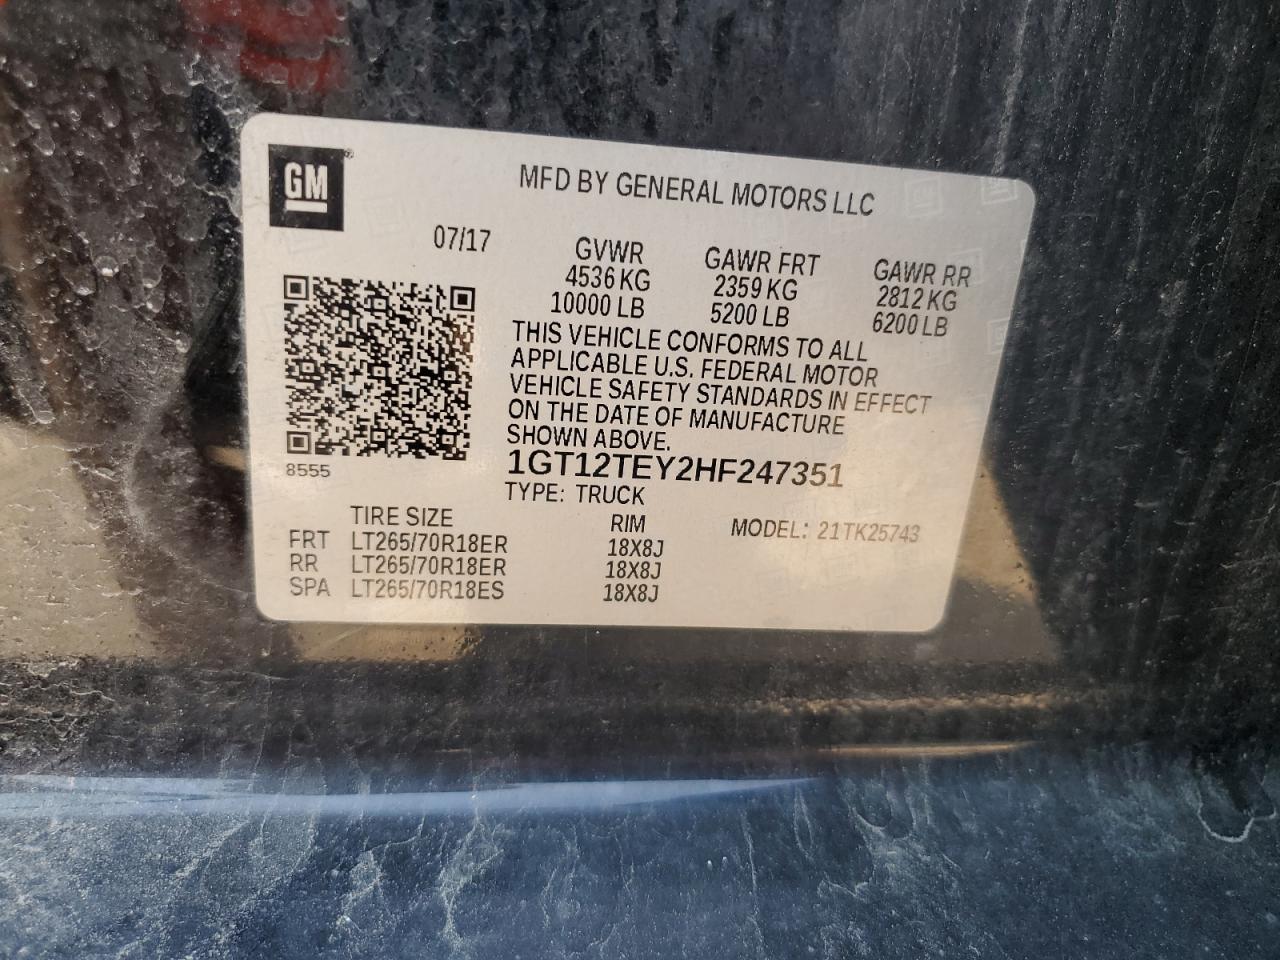 GM
MFD BY GENERAL MOTORS LLC
07/17
GVWR GAWR FRT GAWR RR
4536 KG 2359 KG 2812 KG
10000 LB 5200 LB 6200 LB
THIS VEHICLE CONFORMS TO ALL
APPLICABLE U.S. FEDERAL MOTOR
VEHICLE SAFETY STANDARDS IN EFFECT
ON THE DATE OF MANUFACTURE
SHOWN ABOVE.
8555
1GT12TEY2HF247351
TYPE: TRUCK
TIRE SIZE RIM MODEL: 21TK25743
FRT LT265/70R18ER 18X8J
RR LT265/70R18ER 18X8J
SPA LT265/70R18ES 18X8J